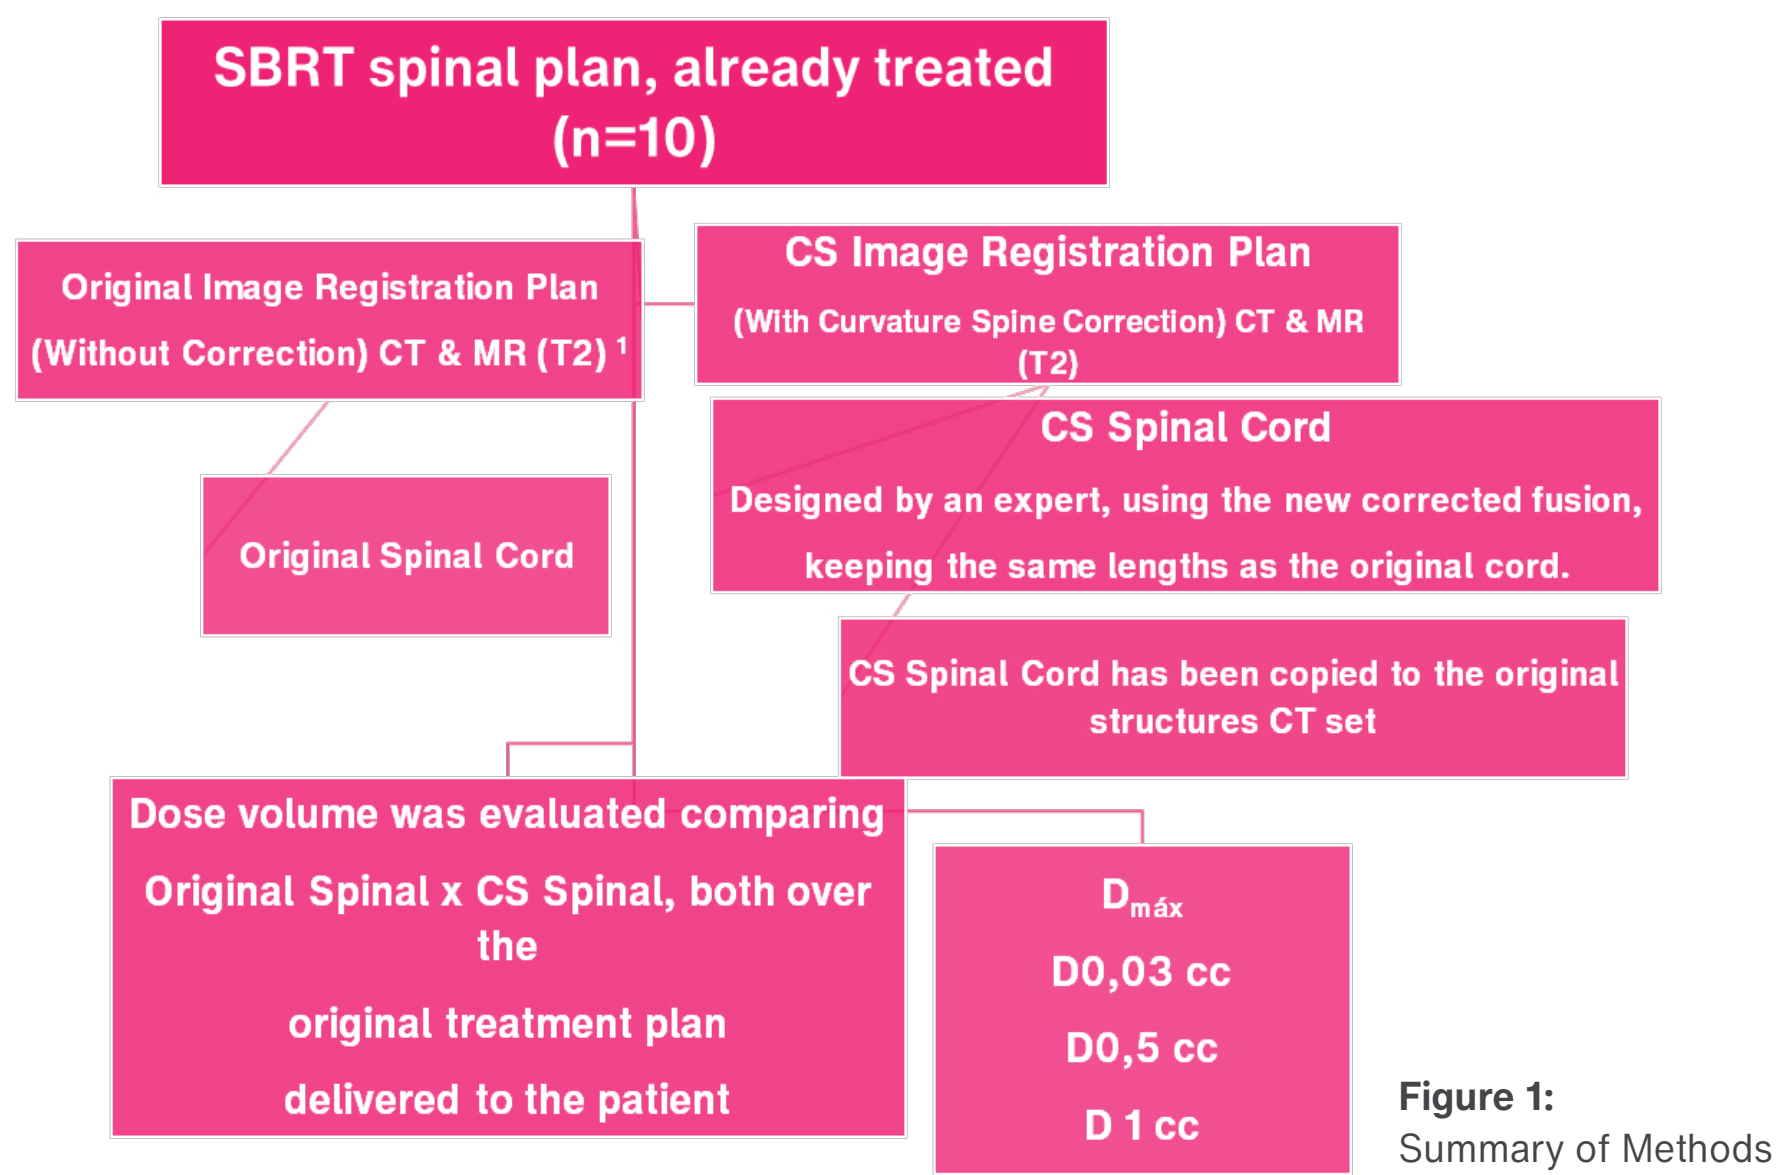 SBRT spinal plan, already treated
(n=10)
Original Image Registration Plan
(Without Correction) CT & MR (T2) 1
CS Image Registration Plan
(With Curvature Spine Correction) CT & MR
(T2)
Original Spinal Cord
CS Spinal Cord
Designed by an expert, using the new corrected fusion,
keeping the same lengths as the original cord.
CS Spinal Cord has been copied to the original
structures CT set
Dose volume was evaluated comparing
Original Spinal x CS Spinal, both over
the
original treatment plan
delivered to the patient
Dmáx
D0,03 cc
D0,5 cc
D 1 cc
Figure 1:
Summary of Methods